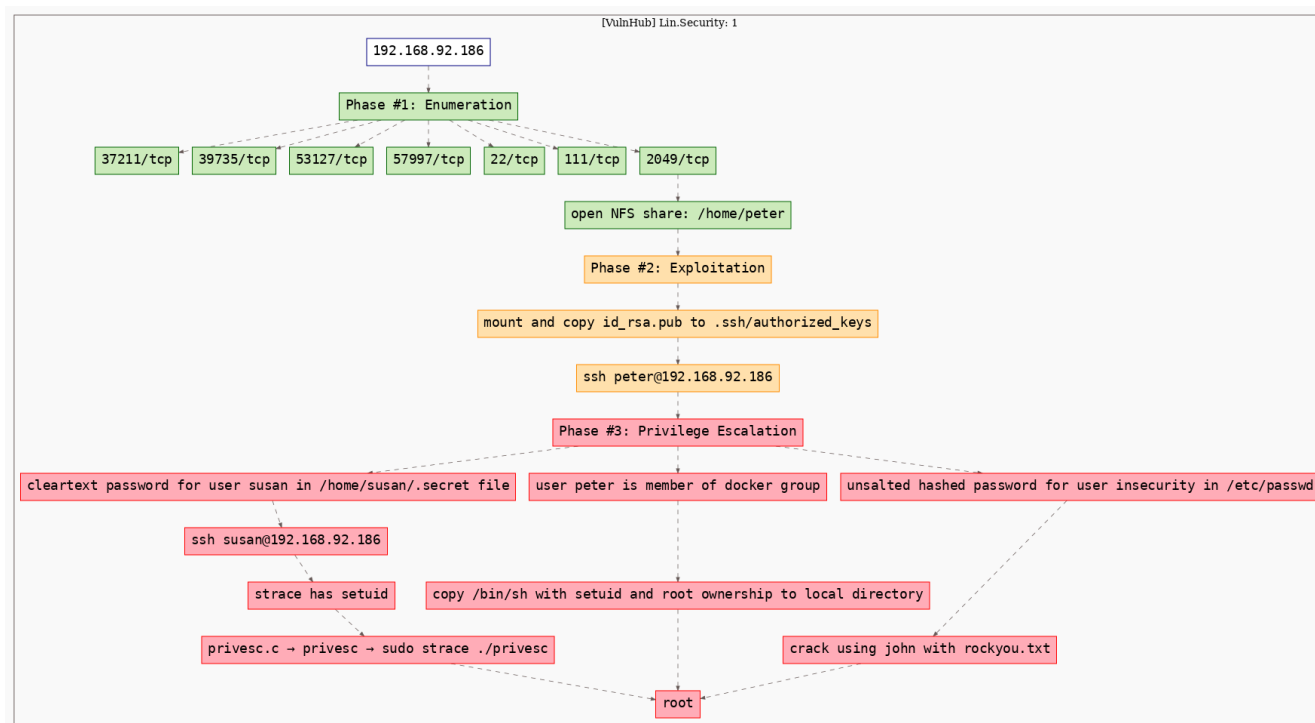 [VulnHub] Lin.Security: 1
192.168.92.186
Phase #1: Enumeration
37211/tcp
39735/tcp
53127/tcp
57997/tcp
22/tcp
111/tcp
2049/tcp
open NFS share: /home/peter
Phase #2: Exploitation
mount and copy id_rsa.pub to .ssh/authorized_keys
ssh peter@192.168.92.186
Phase #3: Privilege Escalation
cleartext password for user susan in /home/susan/.secret file
user peter is member of docker group
unsalted hashed password for user insecurity in /etc/passwd
ssh susan@192.168.92.186
strace has setuid
copy /bin/sh with setuid and root ownership to local directory
privesc.c → privesc → sudo strace ./privesc
crack using john with rockyou.txt
root